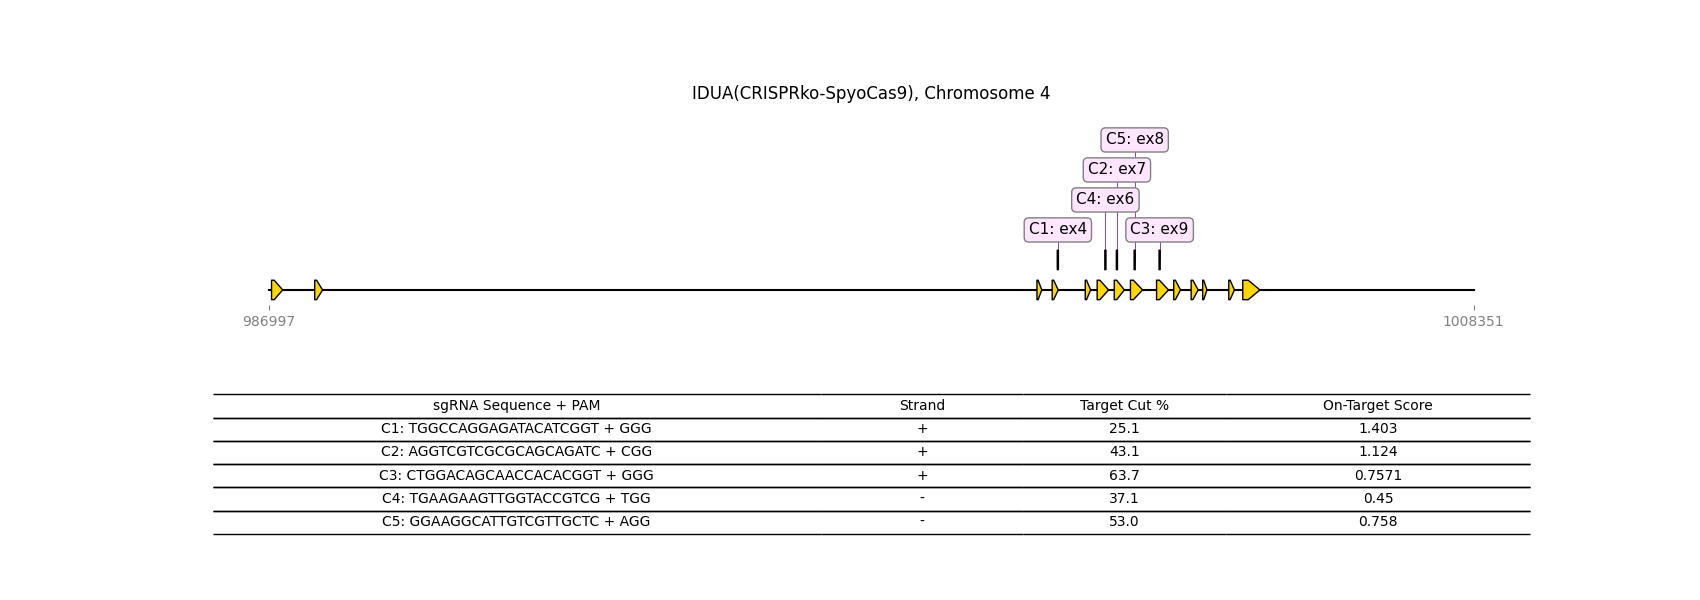 IDUA(CRISPRko-SpyoCas9), Chromosome 4
C5: ex8
C2: ex7
C4: ex6
C1: ex4 C3: ex9
986997 1008351
sgRNA Sequence + PAM Strand Target Cut % On-Target Score
C1: TGGCCAGGAGATACATCGGT + GGG + 25.1 1.403
C2: AGGTCGTCGCGCAGCAGATC + CGG + 43.1 1.124
C3: CTGGACAGCAACCACACGGT + GGG + 63.7 0.7571
C4: TGAAGAAGTTGGTACCGTCG + TGG - 37.1 0.45
C5: GGAAGGCATTGTCGTTGCTC + AGG - 53.0 0.758